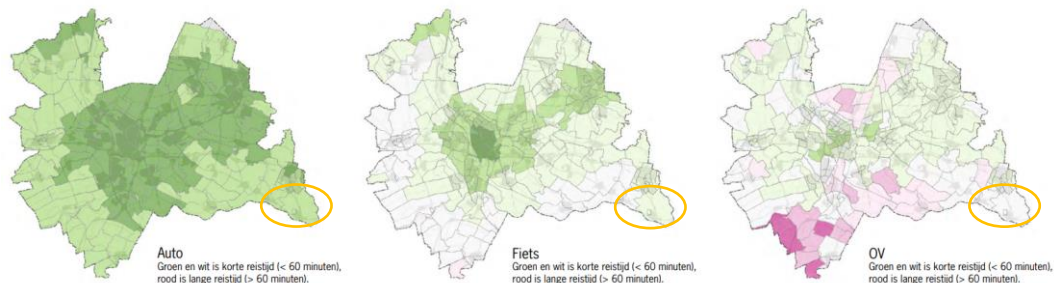 Auto
Groen en wit is korte reistijd (< 60 minuten),
rood is lange reistijd (> 60 minuten).
Fiets
Groen en wit is korte reistijd (< 60 minuten),
rood is lange reistijd (> 60 minuten).
OV
Groen en wit is korte reistijd (< 60 minuten),
rood is lange reistijd (> 60 minuten).